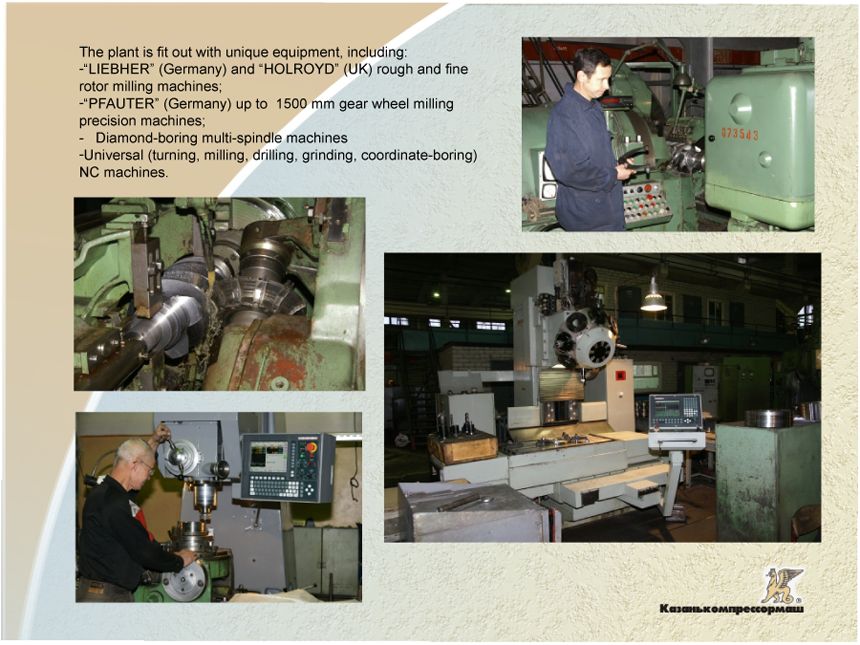 The plant is fit out with unique equipment, including:
-“LIEBHER” (Germany) and “HOLROYD” (UK) rough and fine
rotor milling machines;
-“PFAUTER” (Germany) up to  1500 mm gear wheel milling
precision machines;
-   Diamond-boring multi-spindle machines
-Universal (turning, milling, drilling, grinding, coordinate-boring)
NC machines.
073543
Казанькомпрессормаш